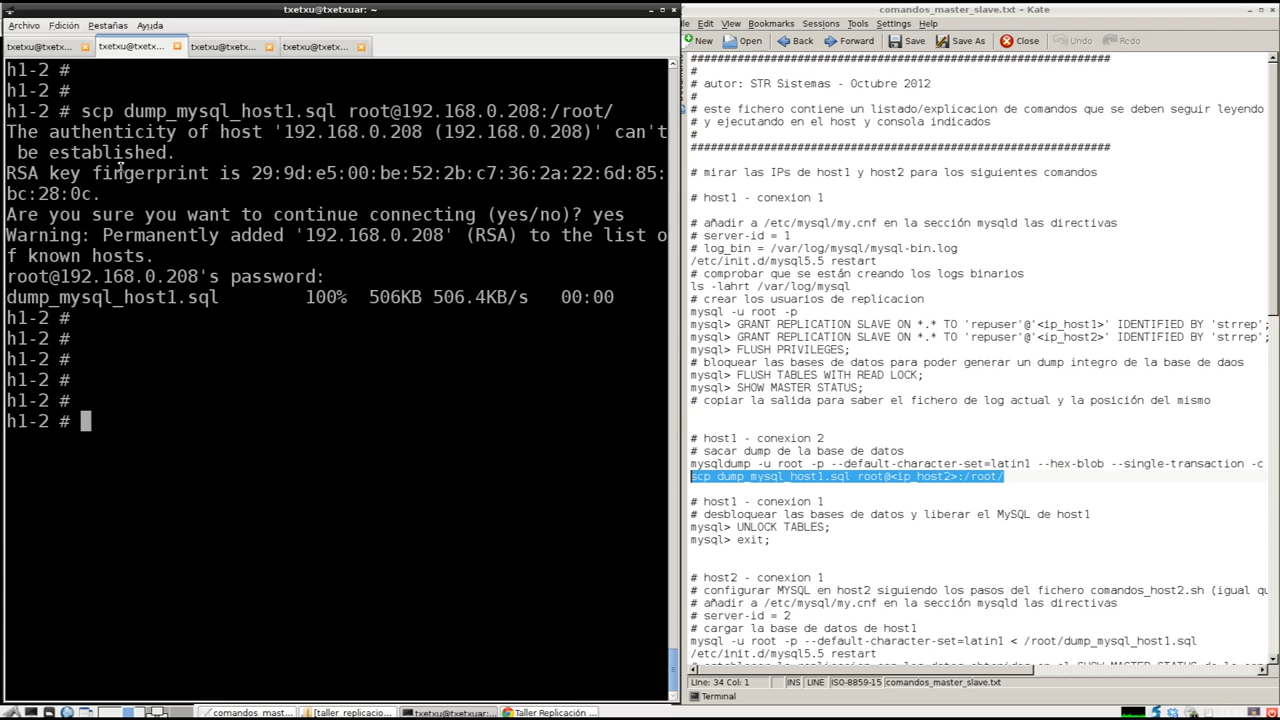 txetxu@txetxuar: ~
Archivo Edición Pestañas Ayuda
txetxu@txetx... txetxu@txetx... txetxu@txetx... txetxu@txetx...
h1-2 #
h1-2 #
h1-2 # scp dump_mysql_host1.sql root@192.168.0.208:/root/
The authenticity of host '192.168.0.208 (192.168.0.208)' can't
be established.
RSA key fingerprint is 29:9d:e5:00:be:52:2b:c7:36:2a:22:6d:85:
bc:28:0c.
Are you sure you want to continue connecting (yes/no)? yes
Warning: Permanently added '192.168.0.208' (RSA) to the list o
f known hosts.
root@192.168.0.208's password:
dump_mysql_host1.sql 100% 506KB 506.4KB/s 00:00
h1-2 #
h1-2 #
h1-2 #
h1-2 #
h1-2 #
h1-2 #
comandos_master_slave.txt - Kate
Edit View Bookmarks Sessions Tools Settings Help
New Open Back Forward Save Save As Close Undo Redo
##################################################################
#
# autor: STR Sistemas - Octubre 2012
#
# este fichero contiene un listado/explicacion de comandos que se deben seguir leyendo
# y ejecutando en el host y consola indicados
#
##################################################################
# mirar las IPs de host1 y host2 para los siguientes comandos
# host1 - conexion 1
# añadir a /etc/mysql/my.cnf en la sección mysqld las directivas
# server-id = 1
# log_bin = /var/log/mysql/mysql-bin.log
/etc/init.d/mysql5.5 restart
# comprobar que se están creando los logs binarios
ls -lahrt /var/log/mysql
# crear los usuarios de replicacion
mysql -u root -p
mysql> GRANT REPLICATION SLAVE ON *.* TO 'repuser'@'<ip_host1>' IDENTIFIED BY 'strrep';
mysql> GRANT REPLICATION SLAVE ON *.* TO 'repuser'@'<ip_host2>' IDENTIFIED BY 'strrep';
mysql> FLUSH PRIVILEGES;
# bloquear las bases de datos para poder generar un dump integro de la base de daos
mysql> FLUSH TABLES WITH READ LOCK;
mysql> SHOW MASTER STATUS;
# copiar la salida para saber el fichero de log actual y la posición del mismo
# host1 - conexion 2
# sacar dump de la base de datos
mysqldump -u root -p --default-character-set=latin1 --hex-blob --single-transaction -c
scp dump_mysql_host1.sql root@<ip_host2>:/root/
# host1 - conexion 1
# desbloquear las bases de datos y liberar el MySQL de host1
mysql> UNLOCK TABLES;
mysql> exit;
# host2 - conexion 1
# configurar MYSQL en host2 siguiendo los pasos del fichero comandos_host2.sh (igual qu
# añadir a /etc/mysql/my.cnf en la sección mysqld las directivas
# server-id = 2
# cargar la base de datos de host1
mysql -u root -p --default-character-set=latin1 < /root/dump_mysql_host1.sql
/etc/init.d/mysql5.5 restart
Line: 34 Col: 1 INS LINE ISO-8859-15 comandos_master_slave.txt
Terminal
comandos_mast... [taller_replicacio... txetxu@txetxuar:... Taller Replicación ...